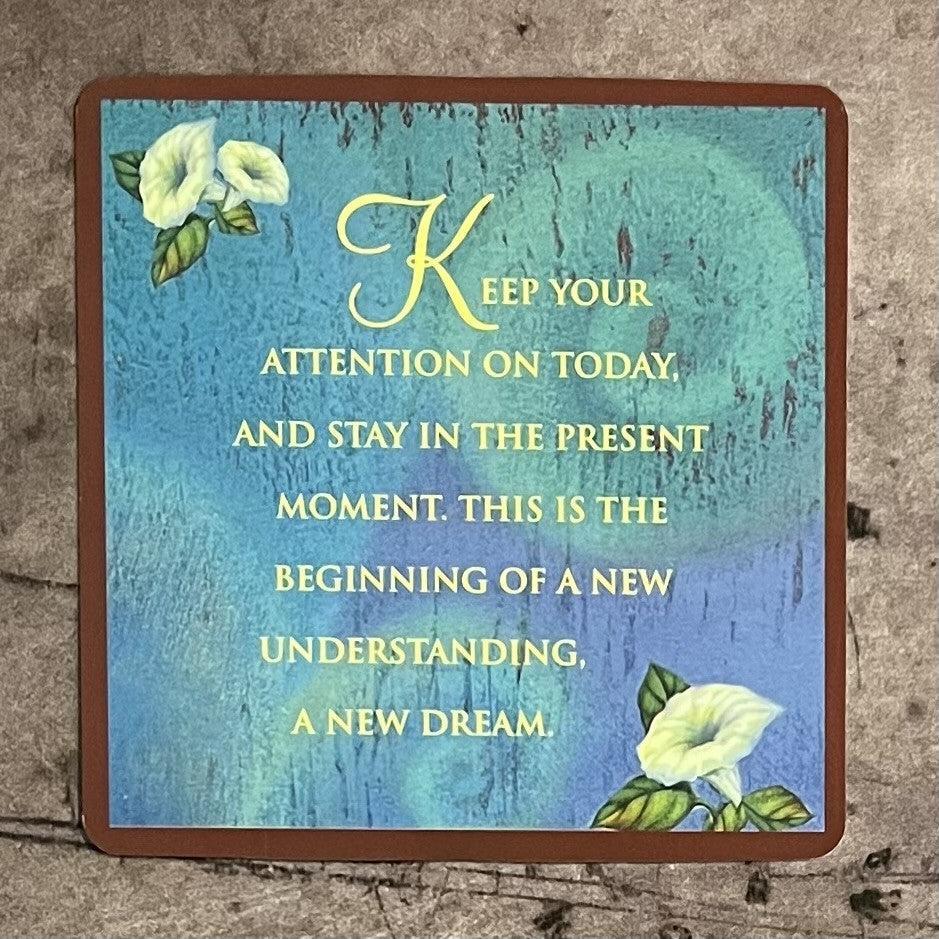 KEEP YOUR
ATTENTION ON TODAY,
AND STAY IN THE PRESENT
MOMENT. THIS IS THE
BEGINNING OF A NEW
UNDERSTANDING,
A NEW DREAM.